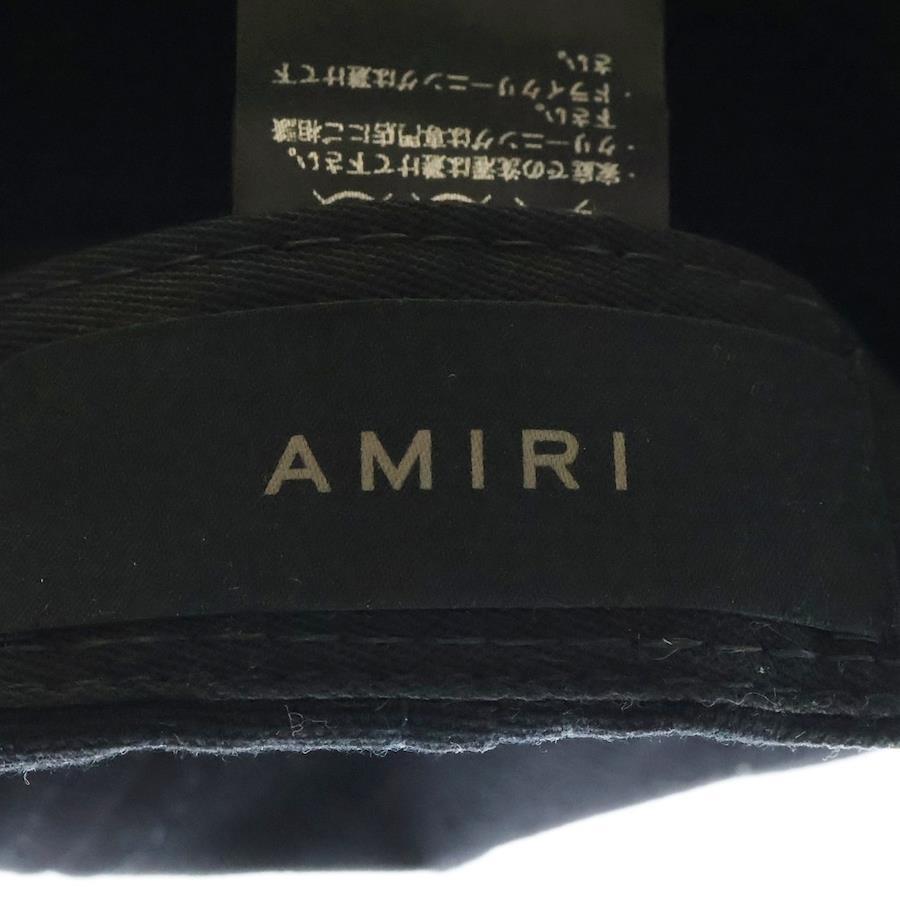 ・家庭での洗濯は避けて下さい。
・クリーニングは専門店にご相談
下さい。
・ドライクリーニングは避けて下
さい。
AMIRI